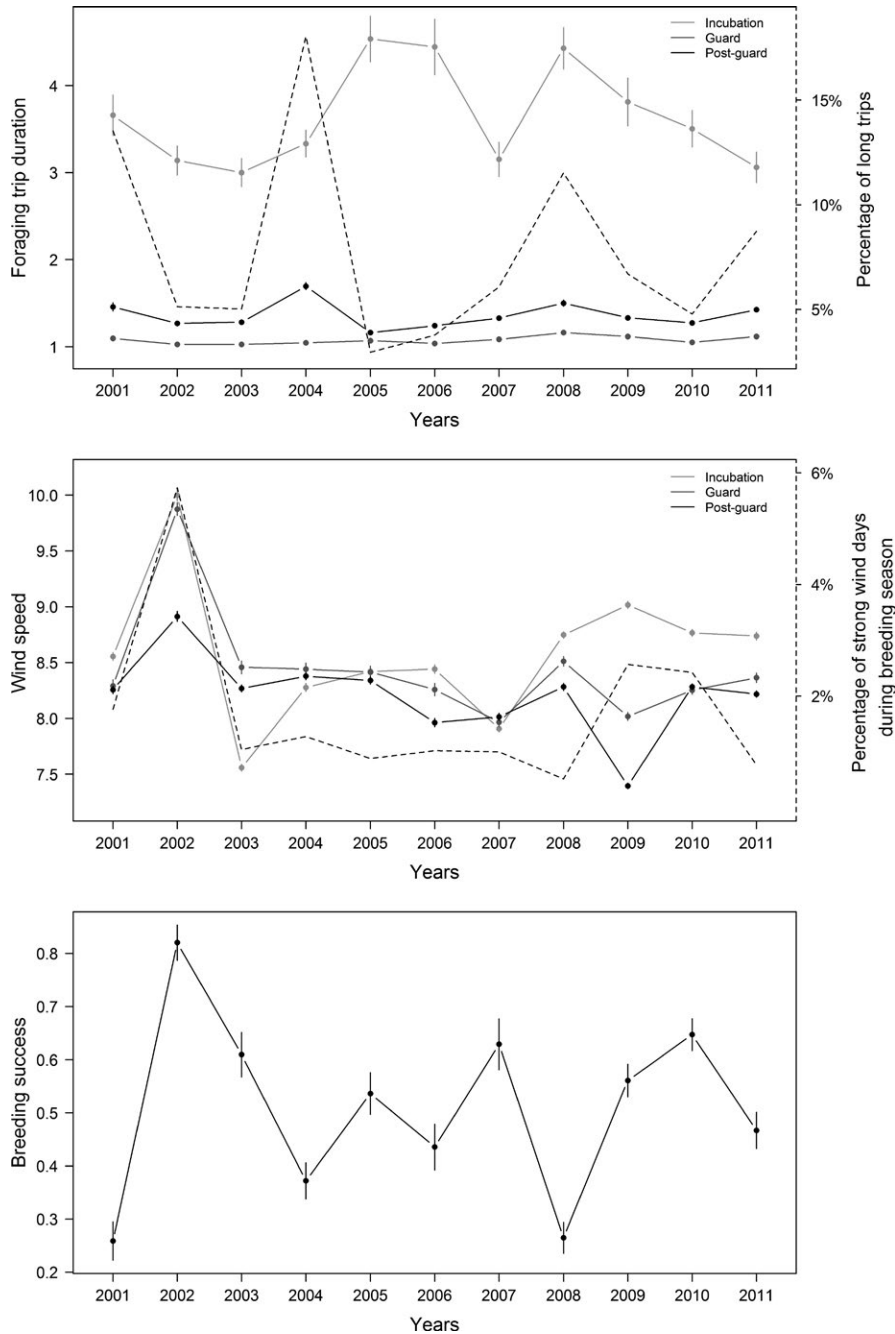 Incubation
Guard
Post-guard
4
3
2
1
Foraging trip duration
15%
10%
5%
Percentage of long trips
2001 2002 2003 2004 2005 2006 2007 2008 2009 2010 2011
Years
Incubation
Guard
Post-guard
10.0
9.5
9.0
8.5
8.0
7.5
Wind speed
6%
4%
2%
Percentage of strong wind days
during breeding season
2001 2002 2003 2004 2005 2006 2007 2008 2009 2010 2011
Years
0.8
0.7
0.6
0.5
0.4
0.3
0.2
Breeding success
2001 2002 2003 2004 2005 2006 2007 2008 2009 2010 2011
Years